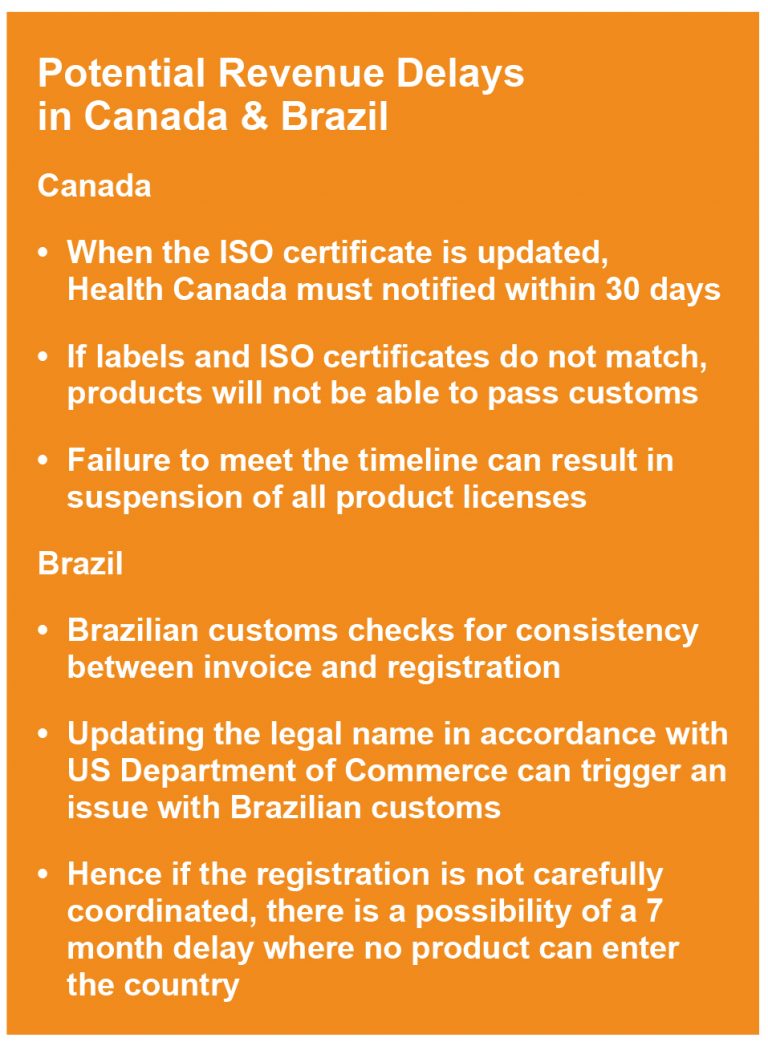 Potential Revenue Delays
in Canada & Brazil
Canada
• When the ISO certificate is updated,
Health Canada must notified within 30 days
• If labels and ISO certificates do not match,
products will not be able to pass customs
• Failure to meet the timeline can result in
suspension of all product licenses
Brazil
• Brazilian customs checks for consistency
between invoice and registration
• Updating the legal name in accordance with
US Department of Commerce can trigger an
issue with Brazilian customs
• Hence if the registration is not carefully
coordinated, there is a possibility of a 7
month delay where no product can enter
the country